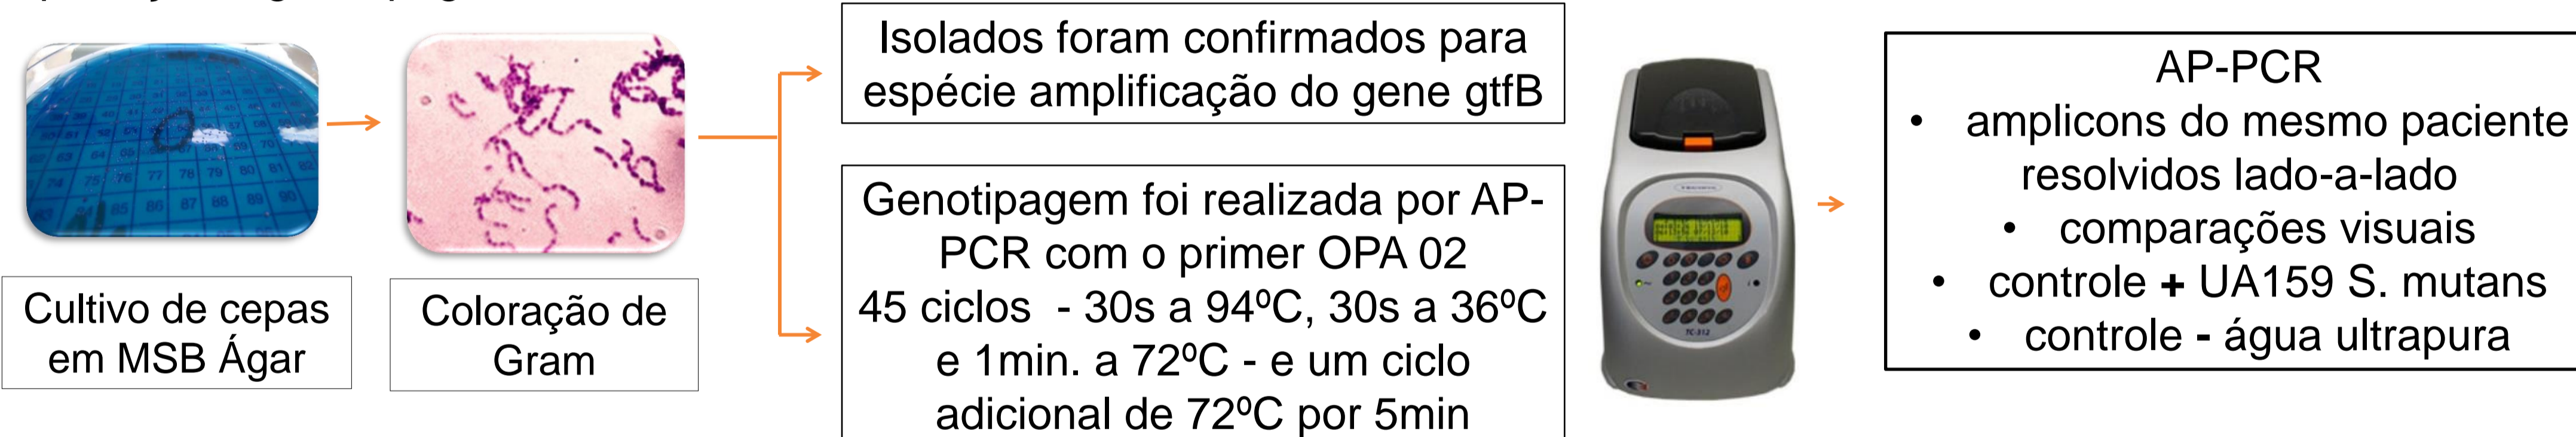 Cultivo de cepas
em MSB Ágar
Coloração de
Gram
Isolados foram confirmados para
espécie amplificação do gene gtfB
Genotipagem foi realizada por AP-
PCR com o primer OPA 02
45 ciclos - 30s a 94ºC, 30s a 36ºC
e 1min. a 72ºC - e um ciclo
adicional de 72ºC por 5min
TC-312
AP-PCR
• amplicons do mesmo paciente
resolvidos lado-a-lado
• comparações visuais
• controle + UA159 S. mutans
• controle - água ultrapura